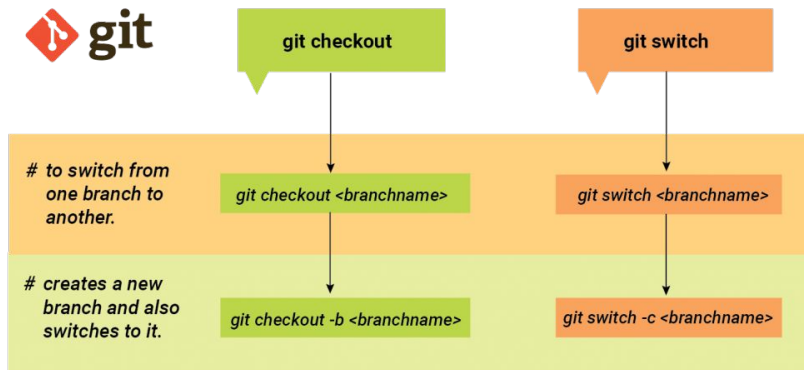 git
git checkout
git switch
# to switch from
one branch to
another.
git checkout <branchname>
git switch <branchname>
# creates a new
branch and also
switches to it.
git checkout -b <branchname>
git switch -c <branchname>